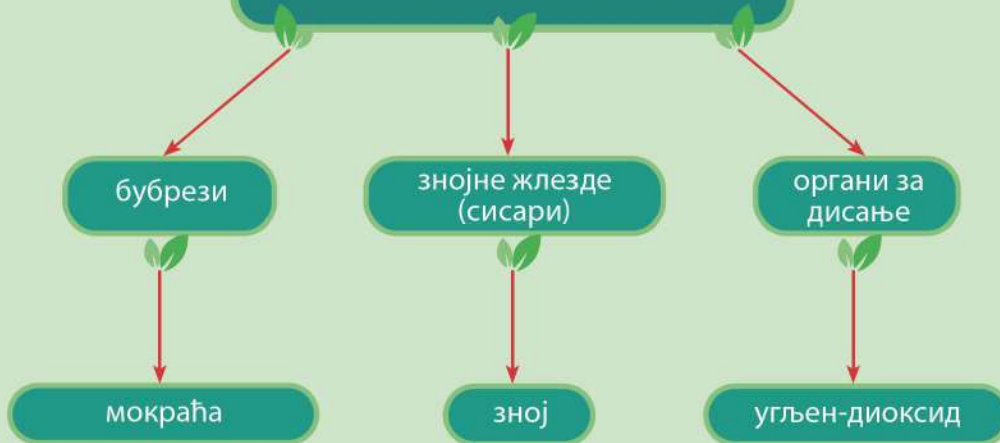 бубрези
знојне жлезде
(сисари)
органи за
дисање
мокраћа
зној
угљен-диоксид